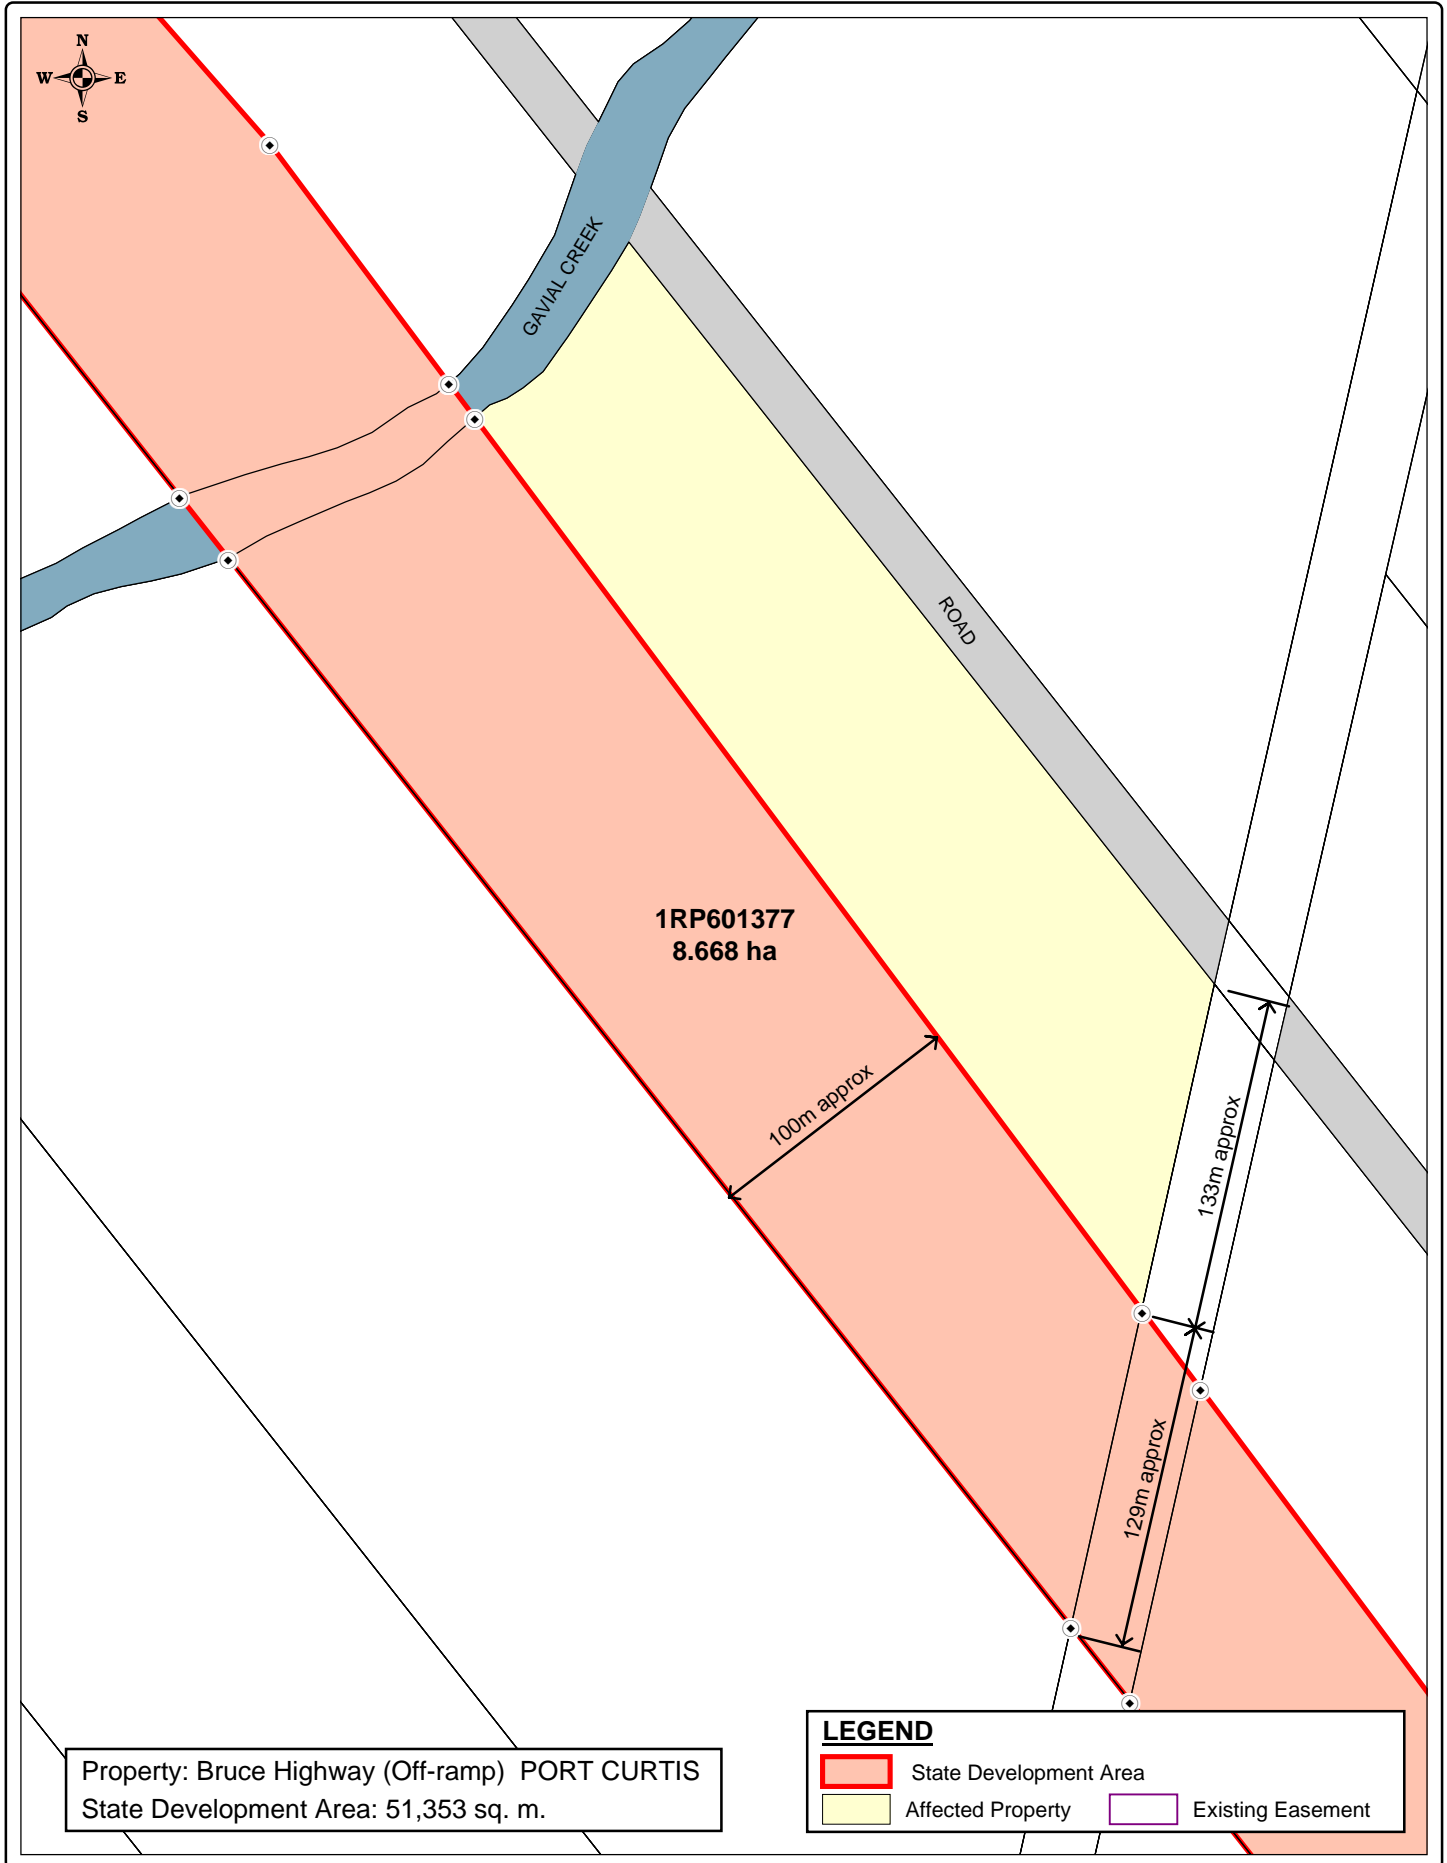 N
W E
S
GAVIAL CREEK
ROAD
1RP601377
8.668 ha
100m approx
133m approx
129m approx
Property: Bruce Highway (Off-ramp) PORT CURTIS
State Development Area: 51,353 sq. m.
LEGEND
State Development Area
Affected Property Existing Easement